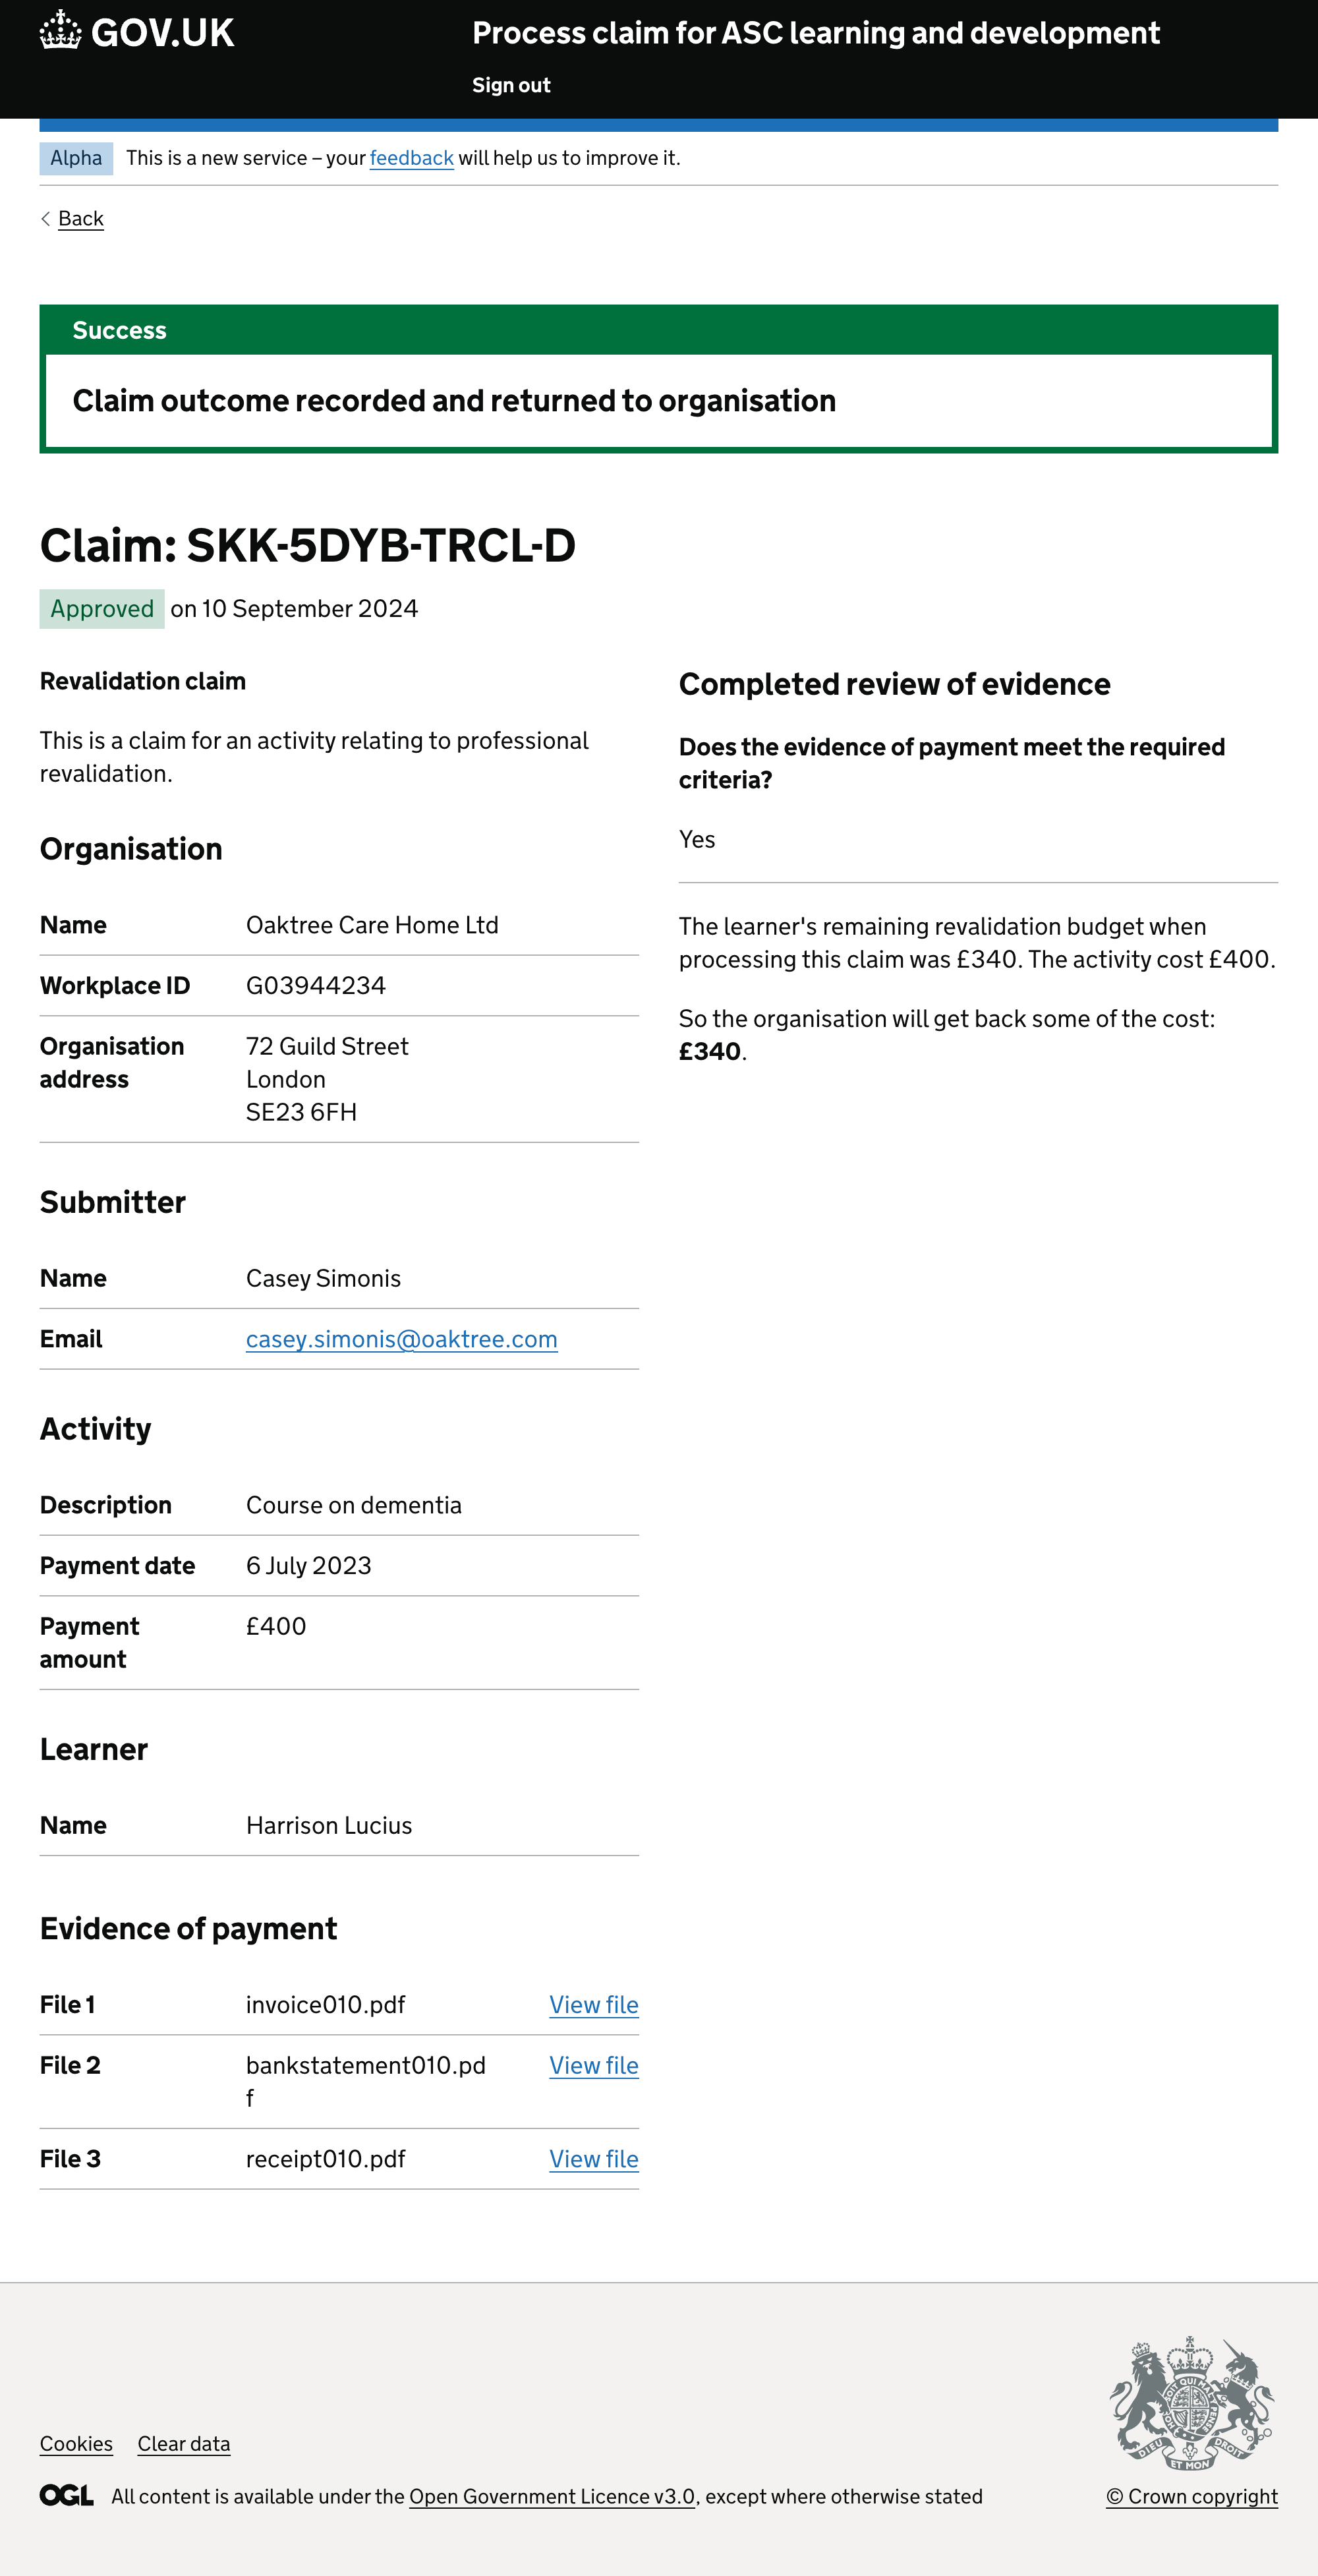 GOV.UK
Process claim for ASC learning and development
Sign out
Alpha
This is a new service – your feedback will help us to improve it.
Back
Success
Claim outcome recorded and returned to organisation
Claim: SKK-5DYB-TRCL-D
Approved on 10 September 2024
Revalidation claim
This is a claim for an activity relating to professional
revalidation.
Organisation
Name Oaktree Care Home Ltd
Workplace ID G03944234
Organisation
address
72 Guild Street
London
SE23 6FH
Submitter
Name Casey Simonis
Email casey.simonis@oaktree.com
Activity
Description Course on dementia
Payment date 6 July 2023
Payment
amount
£400
Learner
Name Harrison Lucius
Evidence of payment
File 1 invoice010.pdf View file
File 2 bankstatement010.pd View file
f
File 3 receipt010.pdf View file
Completed review of evidence
Does the evidence of payment meet the required
criteria?
Yes
The learner's remaining revalidation budget when
processing this claim was £340. The activity cost £400.
So the organisation will get back some of the cost:
£340.
Cookies Clear data
OGL All content is available under the Open Government Licence v3.0, except where otherwise stated
DIEU ET MON DROIT
© Crown copyright